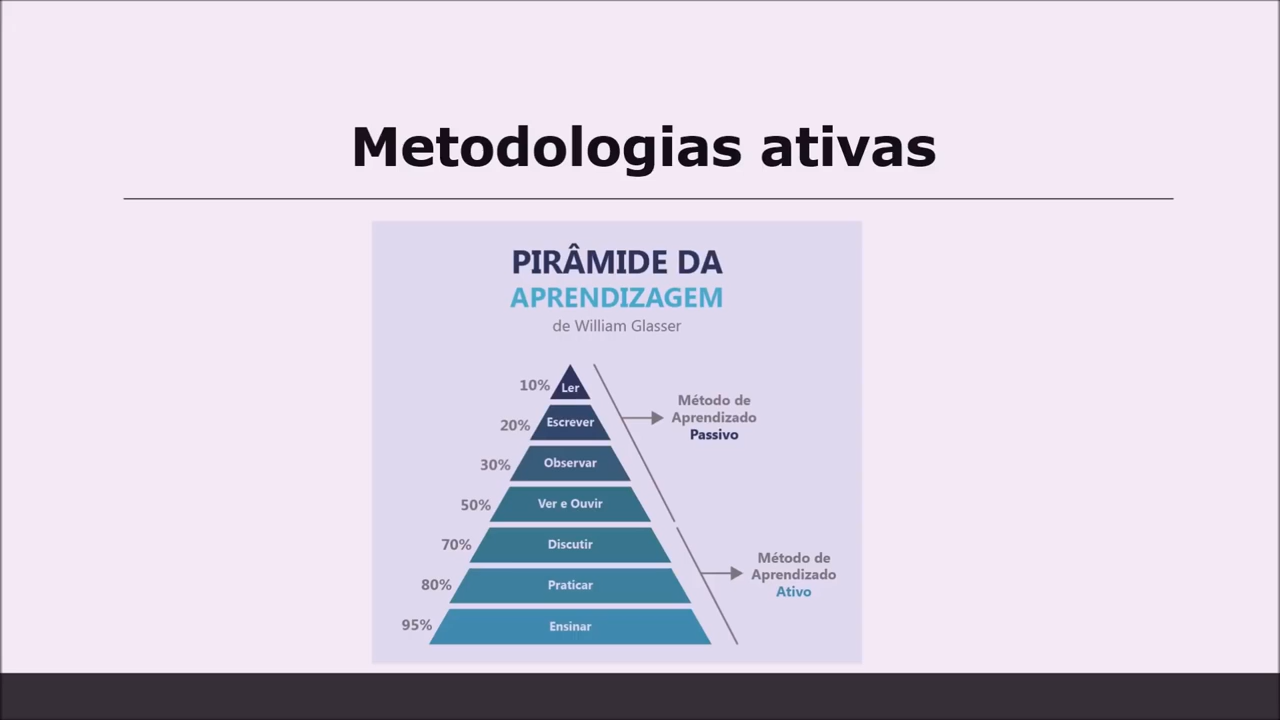 Metodologias ativas
PIRÂMIDE DA
APRENDIZAGEM
de William Glasser
10% Ler
20% Escrever
30% Observar
50% Ver e Ouvir
70% Discutir
80% Praticar
95% Ensinar
Método de
Aprendizado
Passivo
Método de
Aprendizado
Ativo